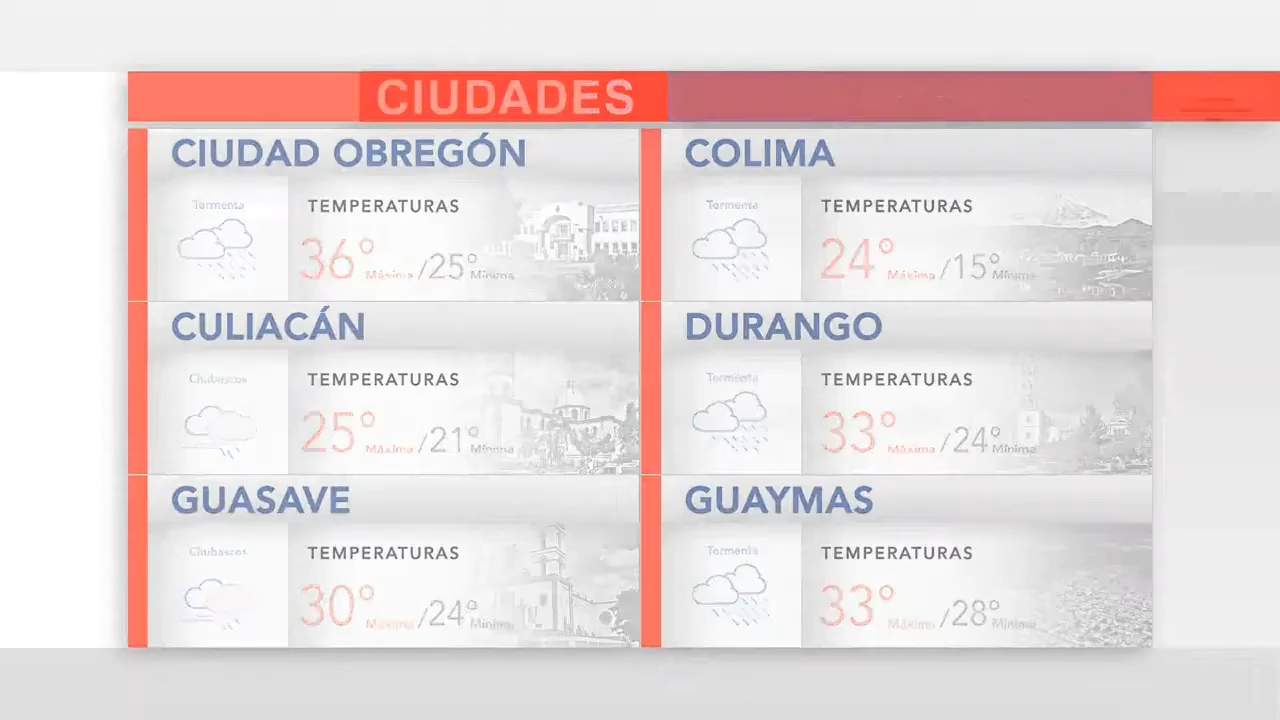 CIUDADES
CIUDAD OBREGÓN
Tormenta
TEMPERATURAS
36° Máxima /25° Mínima
COLIMA
Tormenta
TEMPERATURAS
24° Máxima /15° Mínima
CULIACÁN
Chubascos
TEMPERATURAS
25° Máxima /21° Mínima
DURANGO
Tormenta
TEMPERATURAS
33° Máxima /24° Mínima
GUASAVE
Chubascos
TEMPERATURAS
30° Máxima /24° Mínima
GUAYMAS
Tormenta
TEMPERATURAS
33° Máxima /28° Mínima